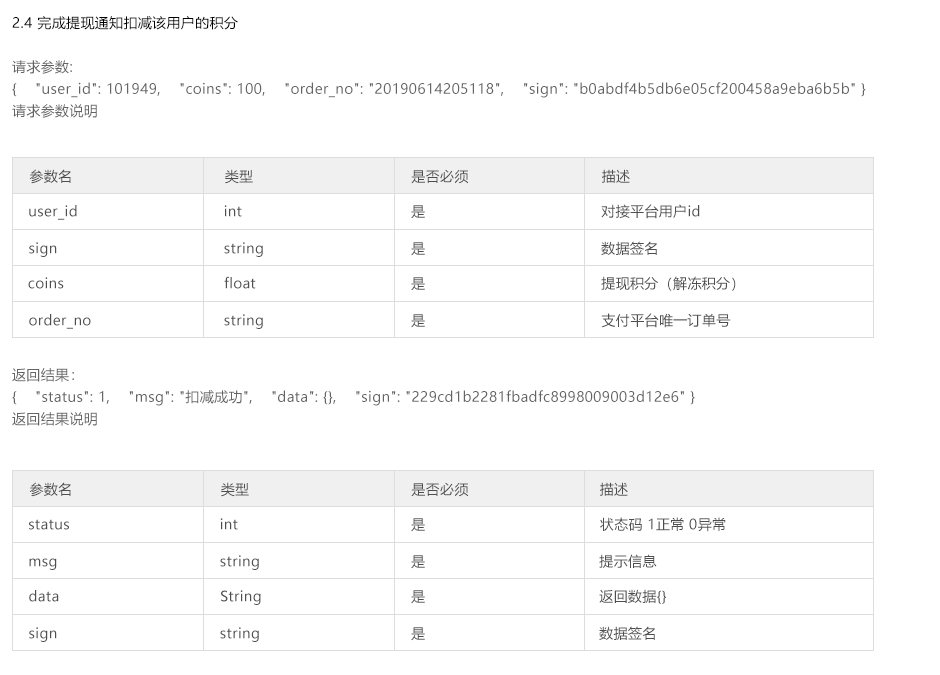 2.4 完成提现通知扣减该用户的积分
请求参数:
{ "user_id": 101949, "coins": 100, "order_no": "20190614205118", "sign": "b0abdf4b5db6e05cf200458a9eba6b5b" }
请求参数说明
参数名 类型 是否必须 描述
user_id int 是 对接平台用户id
sign string 是 数据签名
coins float 是 提现积分（解冻积分）
order_no string 是 支付平台唯一订单号
返回结果：
{ "status": 1, "msg": "扣减成功", "data": {}, "sign": "229cd1b2281fbadfc8998009003d12e6" }
返回结果说明
参数名 类型 是否必须 描述
status int 是 状态码 1正常 0异常
msg string 是 提示信息
data String 是 返回数据{}
sign string 是 数据签名